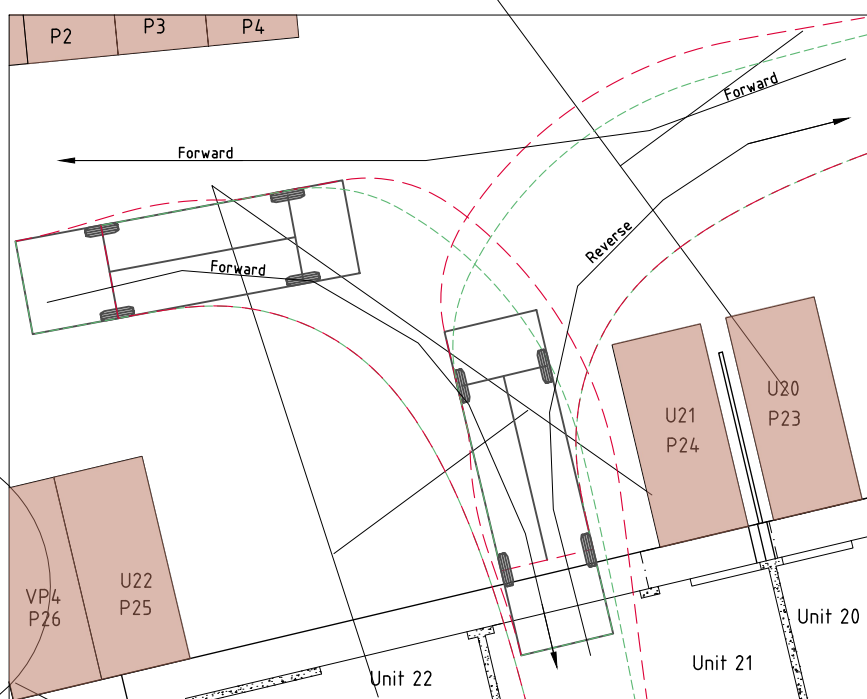 P2
P3
P4
Forward
Forward
Reverse
Forward
U20
P23
U21
P24
U22
P25
VP4
P26
Unit 20
Unit 21
Unit 22